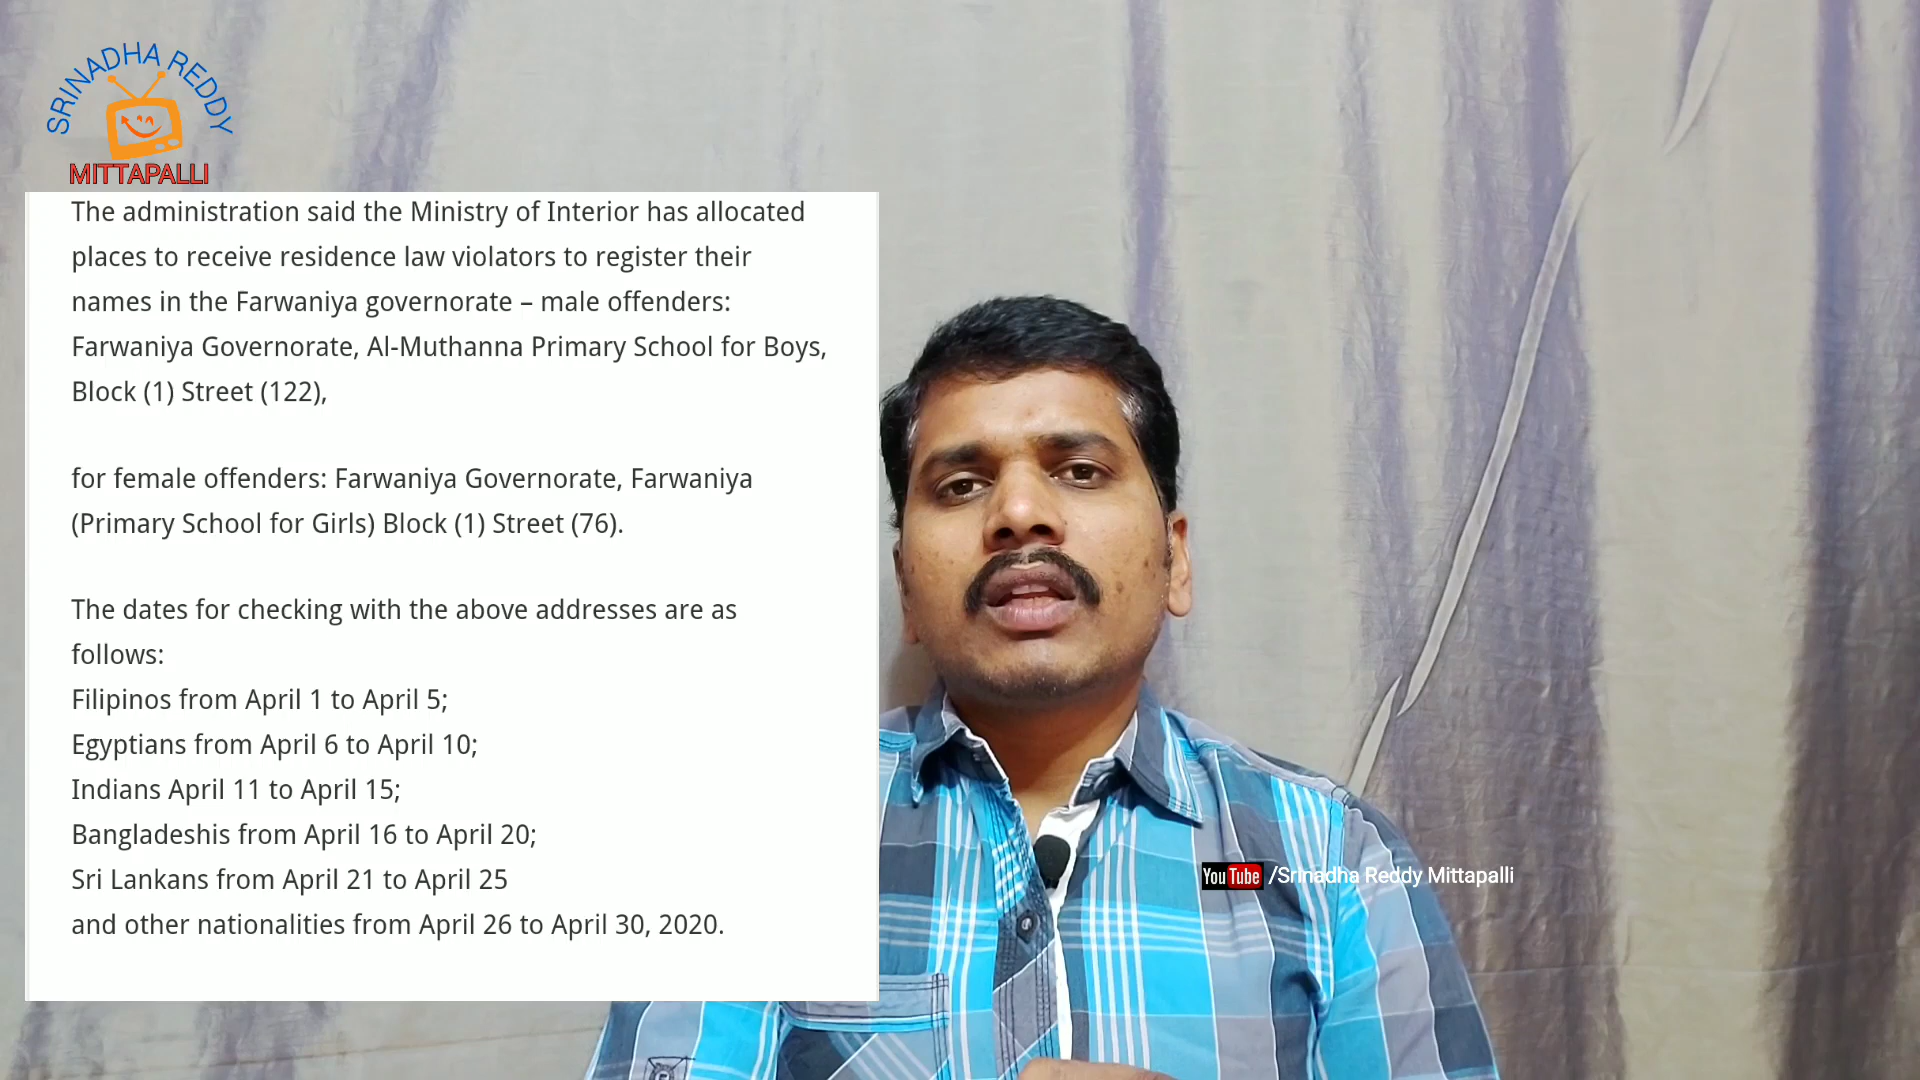 SRINADHA REDDY
MITTAPALLI
The administration said the Ministry of Interior has allocated
places to receive residence law violators to register their
names in the Farwaniya governorate – male offenders:
Farwaniya Governorate, Al-Muthanna Primary School for Boys,
Block (1) Street (122),
for female offenders: Farwaniya Governorate, Farwaniya
(Primary School for Girls) Block (1) Street (76).
The dates for checking with the above addresses are as
follows:
Filipinos from April 1 to April 5;
Egyptians from April 6 to April 10;
Indians April 11 to April 15;
Bangladeshis from April 16 to April 20;
Sri Lankans from April 21 to April 25
and other nationalities from April 26 to April 30, 2020.
YouTube /Srinadha Reddy Mittapalli